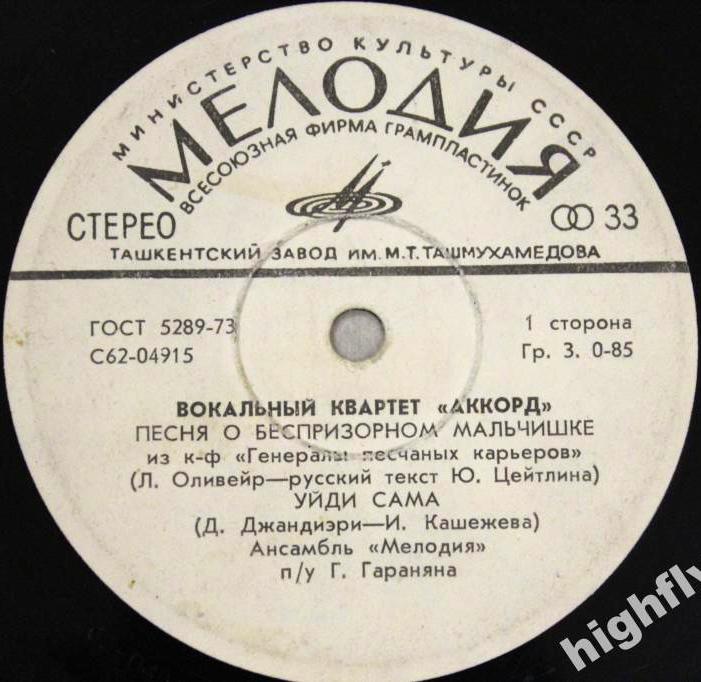 МИНИСТЕРСТВО КУЛЬТУРЫ СССР
МЕЛОДИЯ
ВСЕСОЮЗНАЯ ФИРМА ГРАМПЛАСТИНОК
СТЕРЕО
33
ТАШКЕНТСКИЙ ЗАВОД ИМ. М.Т. ТАШМУХАМЕДОВА
ГОСТ 5289-73
1 сторона
С62-04915
Гр. 3. 0-85
ВОКАЛЬНЫЙ КВАРТЕТ «АККОРД»
ПЕСНЯ О БЕСПРИЗОРНОМ МАЛЬЧИШКЕ
из к-ф «Генералы песчаных карьеров»
(Л. Оливейр—русский текст Ю. Цейтлина)
УЙДИ САМА
(Д. Джандиэри—И. Кашежева)
Ансамбль «Мелодия»
п/у Г. Гараняна
highfly